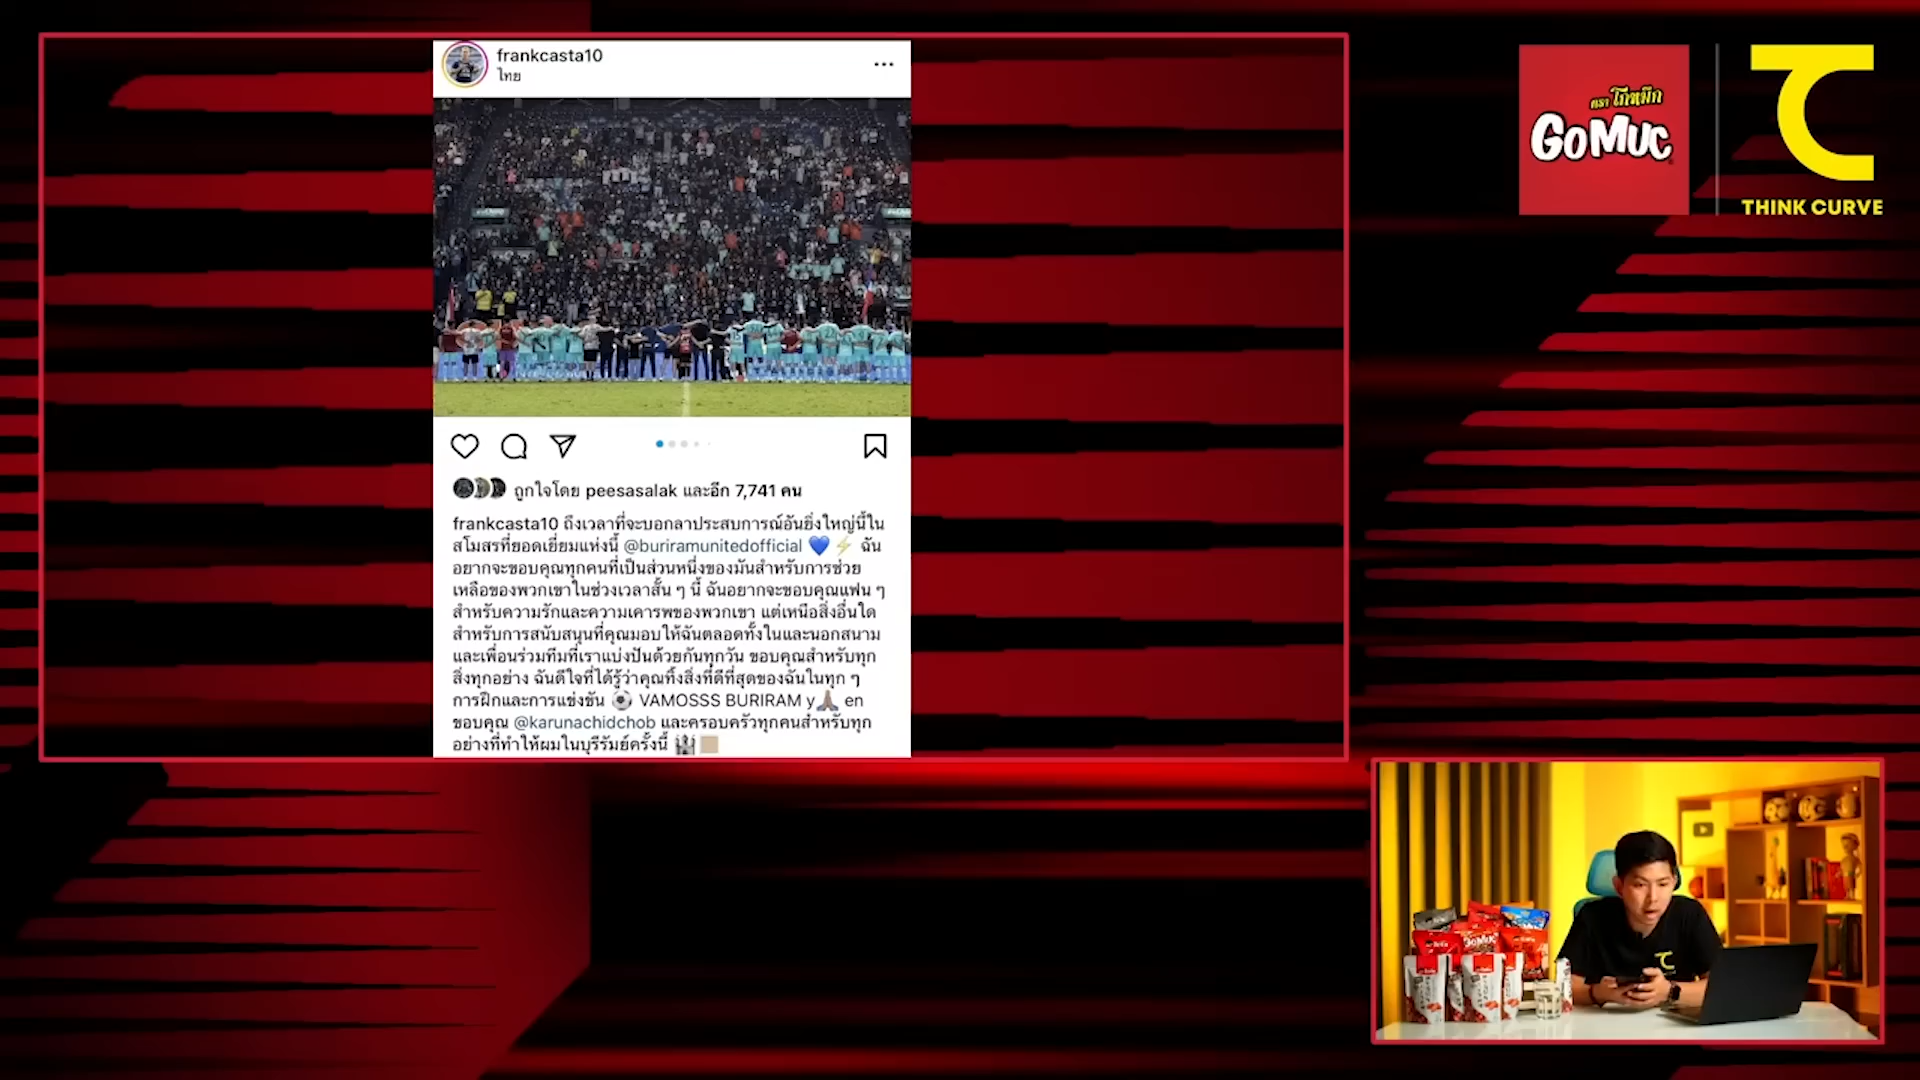 frankcasta10
ไทย
ตรา โก๋หมึก
GOMUC
THINK CURVE
ถูกใจโดย peesasalak และอีก 7,741 คน
frankcasta10 ถึงเวลาที่จะบอกลาประสบการณ์อันยิ่งใหญ่นี้ใน
สโมสรที่ยอดเยี่ยมแห่งนี้ @buriramunitedofficial 💙⚡ ฉัน
อยากจะขอบคุณทุกคนที่เป็นส่วนหนึ่งของมันสำหรับการช่วย
เหลือของพวกเขาในช่วงเวลาสั้น ๆ นี้ ฉันอยากจะขอบคุณแฟน ๆ
สำหรับความรักและความเคารพของพวกเขา แต่เหนือสิ่งอื่นใด
สำหรับการสนับสนุนที่คุณมอบให้ฉันตลอดทั้งในและนอกสนาม
และเพื่อนร่วมทีมที่เราแบ่งปันด้วยกันทุกวัน ขอบคุณสำหรับทุก
สิ่งทุกอย่าง ฉันดีใจที่ได้รู้ว่าคุณทิ้งสิ่งที่ดีที่สุดของฉันในทุก ๆ
การฝึกและการแข่งขัน ⚽ VAMOSSS BURIRAM y🙏🏽 en
ขอบคุณ @karunachidchob และครอบครัวทุกคนสำหรับทุก
อย่างที่ทำให้ผมในบุรีรัมย์ครั้งนี้ 🏰🏼
GOMUC